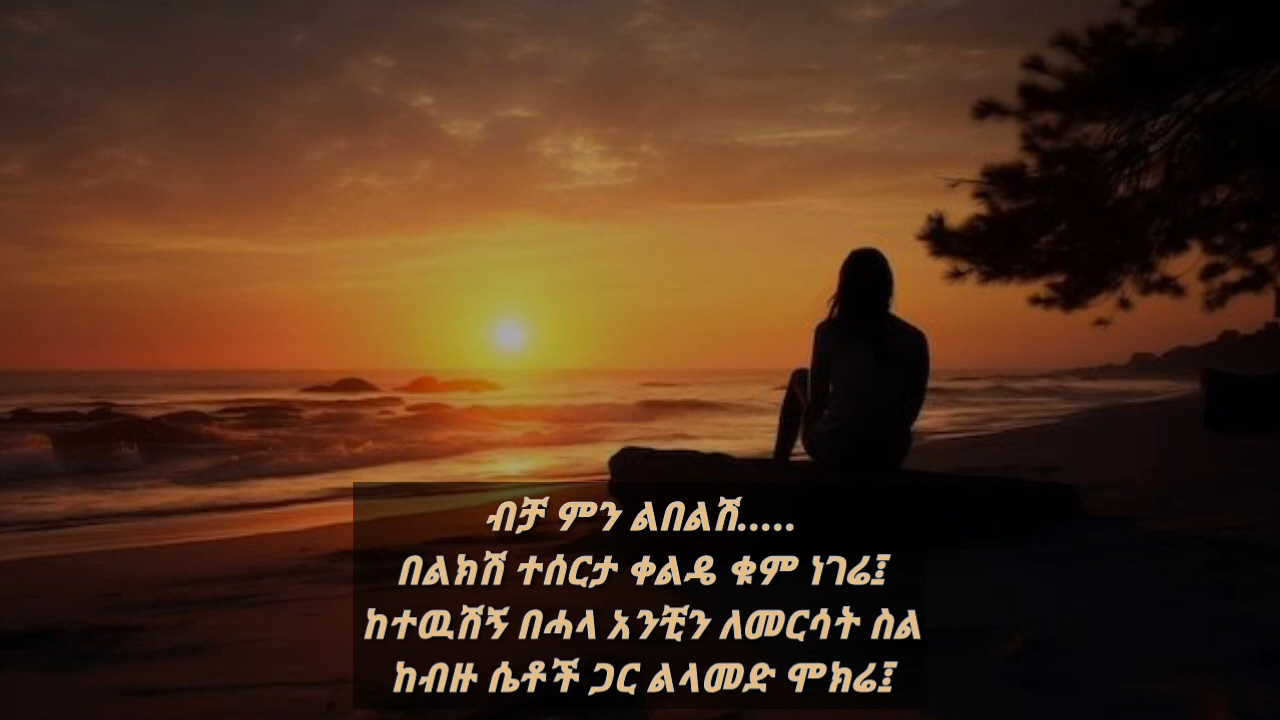 ብቻ ምን ልበልሽ.....
በልክሽ ተሰርታ ቀልዴ ቁም ነገሬ፤
ከተዉሽኝ በሓላ አንቺን ለመርሳት ስል
ከብዙ ሴቶች ጋር ልላመድ ሞክሬ፤